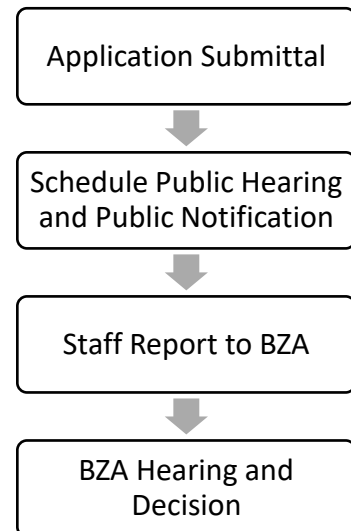 Application Submittal
Schedule Public Hearing
and Public Notification
Staff Report to BZA
BZA Hearing and
Decision